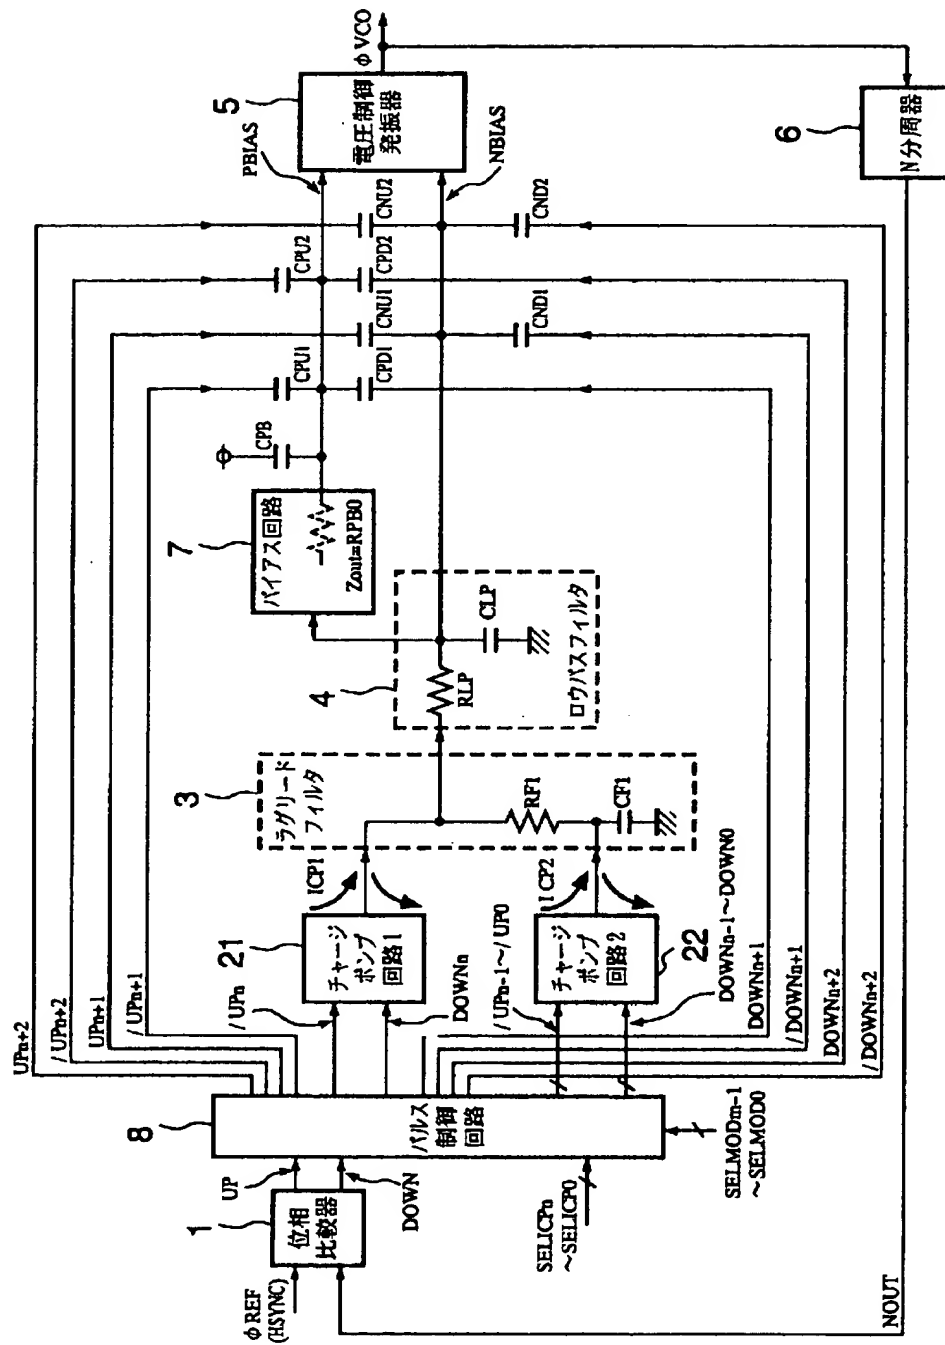 φREF
(HSYNC)
1
位相
比較器
UP
DOWN
8
パルス
制御
回路
SELICPn
～SELICP0
SELMODm-1
～SELMOD0
UPn+2
/UPn+2
UPn+1
/UPn+1
/UPn
DOWNn
/UPn-1～/UP0
DOWNn-1～DOWN0
DOWNn+1
/DOWNn+1
DOWNn+2
/DOWNn+2
21
チャージ
ポンプ
回路1
ICP1
チャージ
ポンプ
回路2
22
ICP2
3
ラグリード
フィルタ
RF1
CF1
4
RLP
CLP
ロウパスフィルタ
7
バイアス回路
Zout=RPB0
CPB
CPU1
CPD1
CNU1
CND1
CPU2
CPD2
CNU2
CND2
PBIAS
NBIAS
5
電圧制御
発振器
φVCO
6
N分周器
NOUT